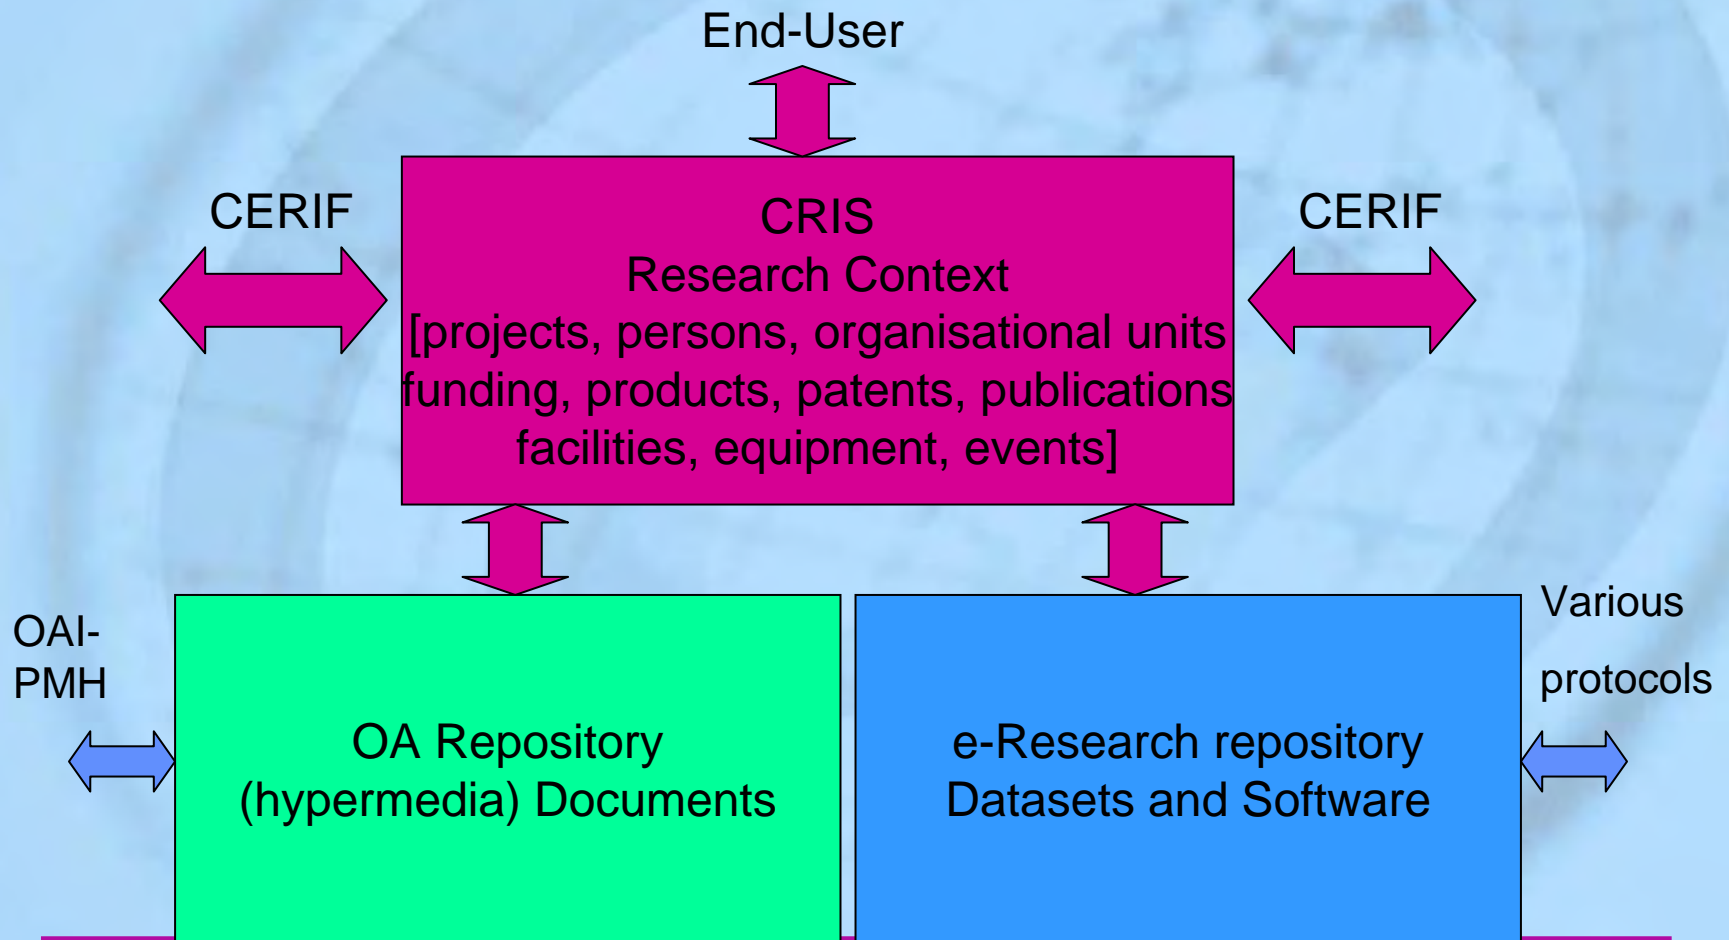 End-User
CERIF
CRIS
Research Context
[projects, persons, organisational units
funding, products, patents, publications
facilities, equipment, events]
CERIF
OAI-
PMH
OA Repository
(hypermedia) Documents
e-Research repository
Datasets and Software
Various
protocols